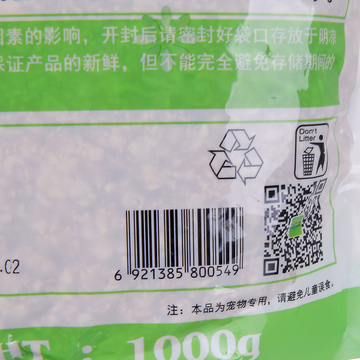 因素的影响，开封后请密封好袋口存放于阴
保证产品的新鲜，但不能完全避免存储期间的
Don't
Litter
.C2
6 921385 800549
注：本品为宠物专用，请避免儿童误食。
HT : 1000g